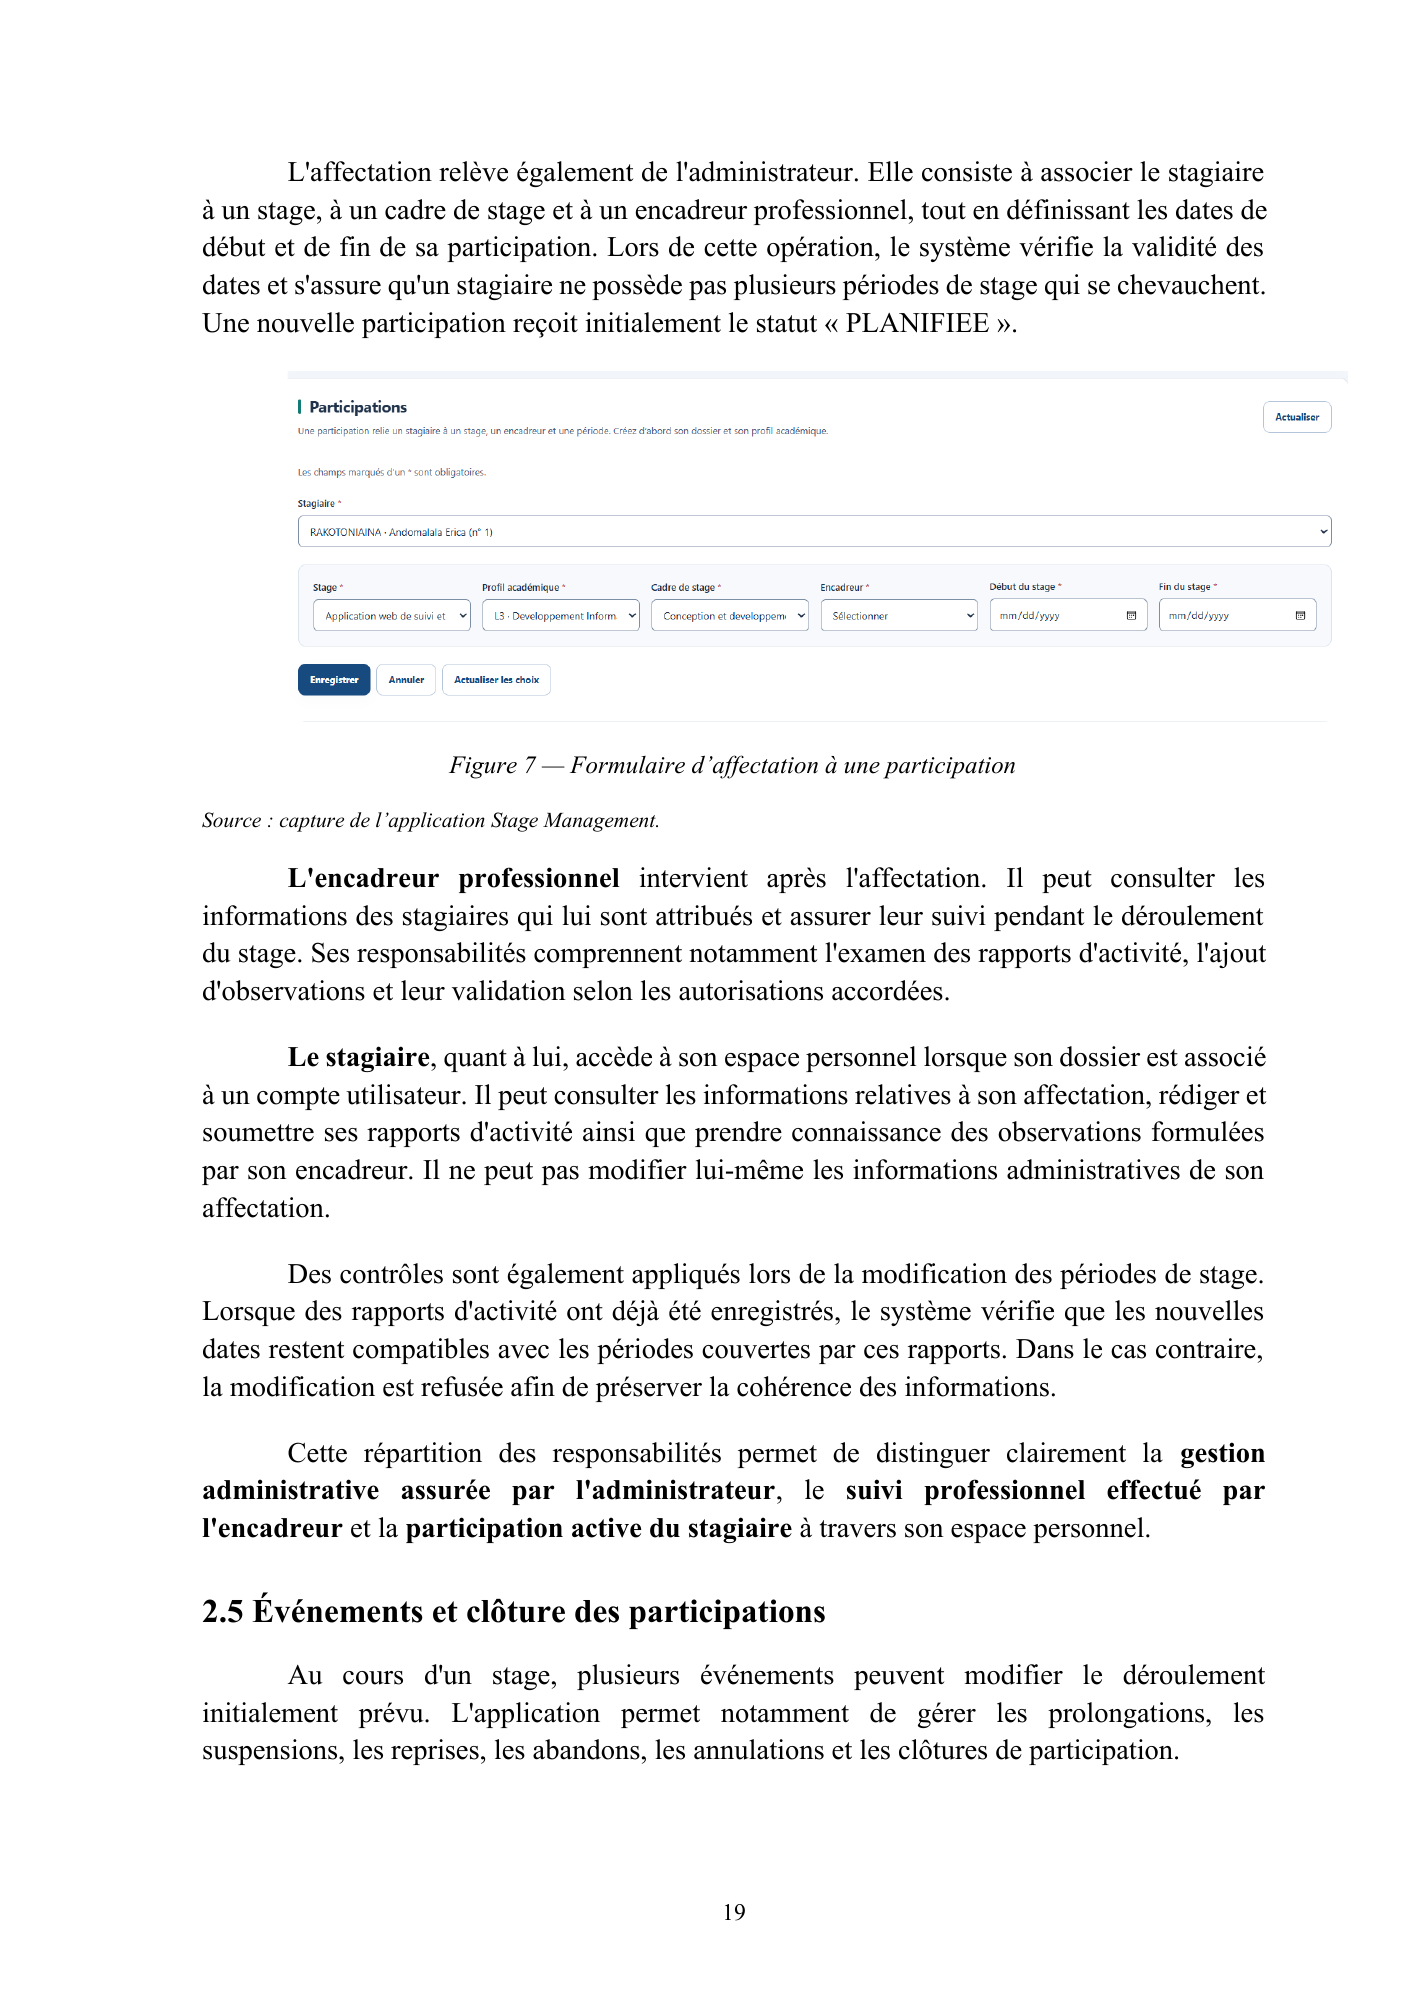 L'affectation relève également de l'administrateur. Elle consiste à associer le stagiaire
à un stage, à un cadre de stage et à un encadreur professionnel, tout en définissant les dates de
début et de fin de sa participation. Lors de cette opération, le système vérifie la validité des
dates et s'assure qu'un stagiaire ne possède pas plusieurs périodes de stage qui se chevauchent.
Une nouvelle participation reçoit initialement le statut « PLANIFIEE ».
Participations
Actualiser
Une participation relie un stagiaire à un stage, un encadreur et une période. Créez d'abord son dossier et son profil académique.
Les champs marqués d'un * sont obligatoires.
Stagiaire *
RAKOTONIAINA · Andomalala Erica (n° 1)
Stage * Profil académique * Cadre de stage * Encadreur * Début du stage * Fin du stage *
Application web de suivi et L3 · Developpement Inform Conception et developpem Sélectionner mm/dd/yyyy mm/dd/yyyy
Enregistrer Annuler Actualiser les choix
Figure 7 — Formulaire d’affectation à une participation
Source : capture de l’application Stage Management.
L'encadreur professionnel intervient après l'affectation. Il peut consulter les
informations des stagiaires qui lui sont attribués et assurer leur suivi pendant le déroulement
du stage. Ses responsabilités comprennent notamment l'examen des rapports d'activité, l'ajout
d'observations et leur validation selon les autorisations accordées.
Le stagiaire, quant à lui, accède à son espace personnel lorsque son dossier est associé
à un compte utilisateur. Il peut consulter les informations relatives à son affectation, rédiger et
soumettre ses rapports d'activité ainsi que prendre connaissance des observations formulées
par son encadreur. Il ne peut pas modifier lui-même les informations administratives de son
affectation.
Des contrôles sont également appliqués lors de la modification des périodes de stage.
Lorsque des rapports d'activité ont déjà été enregistrés, le système vérifie que les nouvelles
dates restent compatibles avec les périodes couvertes par ces rapports. Dans le cas contraire,
la modification est refusée afin de préserver la cohérence des informations.
Cette répartition des responsabilités permet de distinguer clairement la gestion
administrative assurée par l'administrateur, le suivi professionnel effectué par
l'encadreur et la participation active du stagiaire à travers son espace personnel.
2.5 Événements et clôture des participations
Au cours d'un stage, plusieurs événements peuvent modifier le déroulement
initialement prévu. L'application permet notamment de gérer les prolongations, les
suspensions, les reprises, les abandons, les annulations et les clôtures de participation.
19